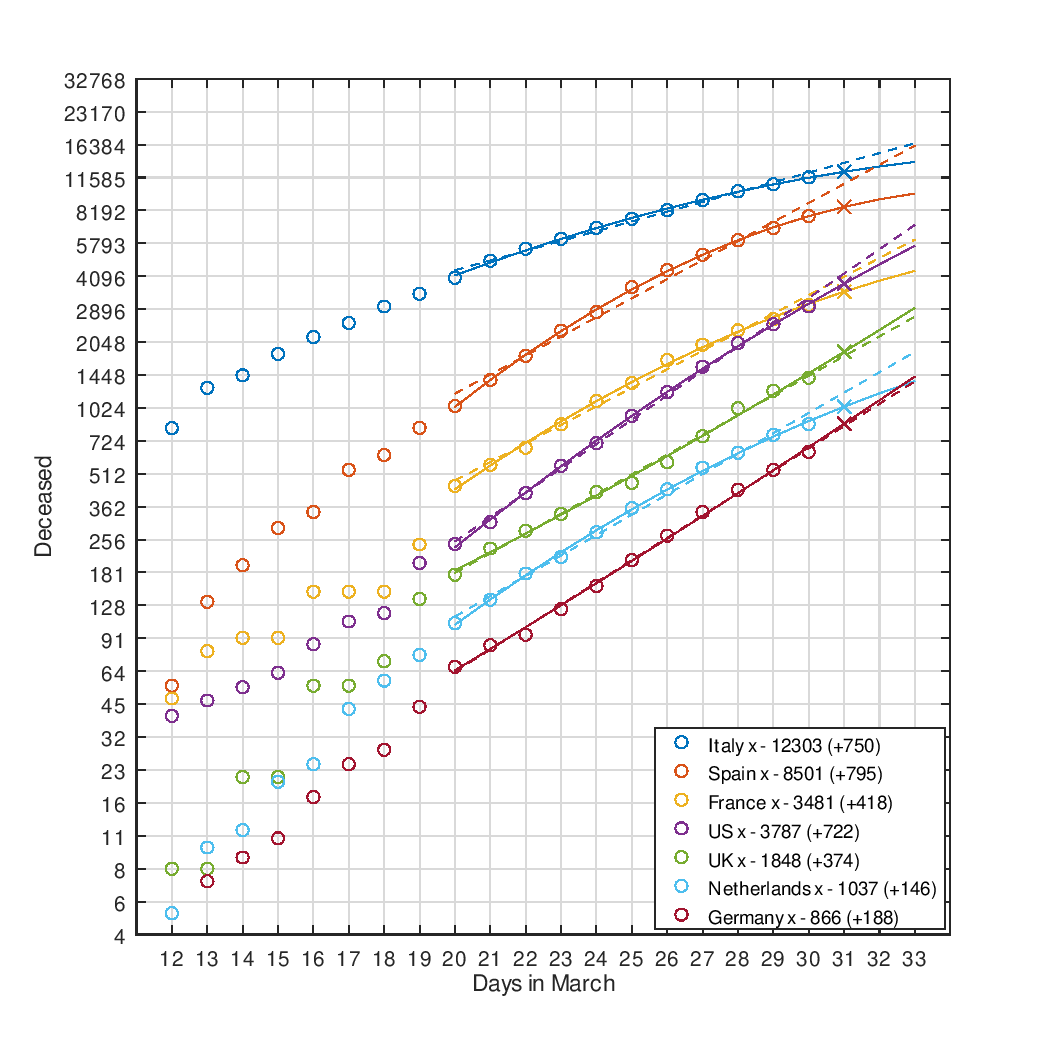 32768
23170
16384
11585
8192
5793
4096
2896
2048
1448
1024
724
512
362
256
181
128
91
64
45
32
23
16
11
8
6
4
Deceased
Italy x - 12303 (+750)
Spain x - 8501 (+795)
France x - 3481 (+418)
US x - 3787 (+722)
UK x - 1848 (+374)
Netherlands x - 1037 (+146)
Germany x - 866 (+188)
12 13 14 15 16 17 18 19 20 21 22 23 24 25 26 27 28 29 30 31 32 33
Days in March